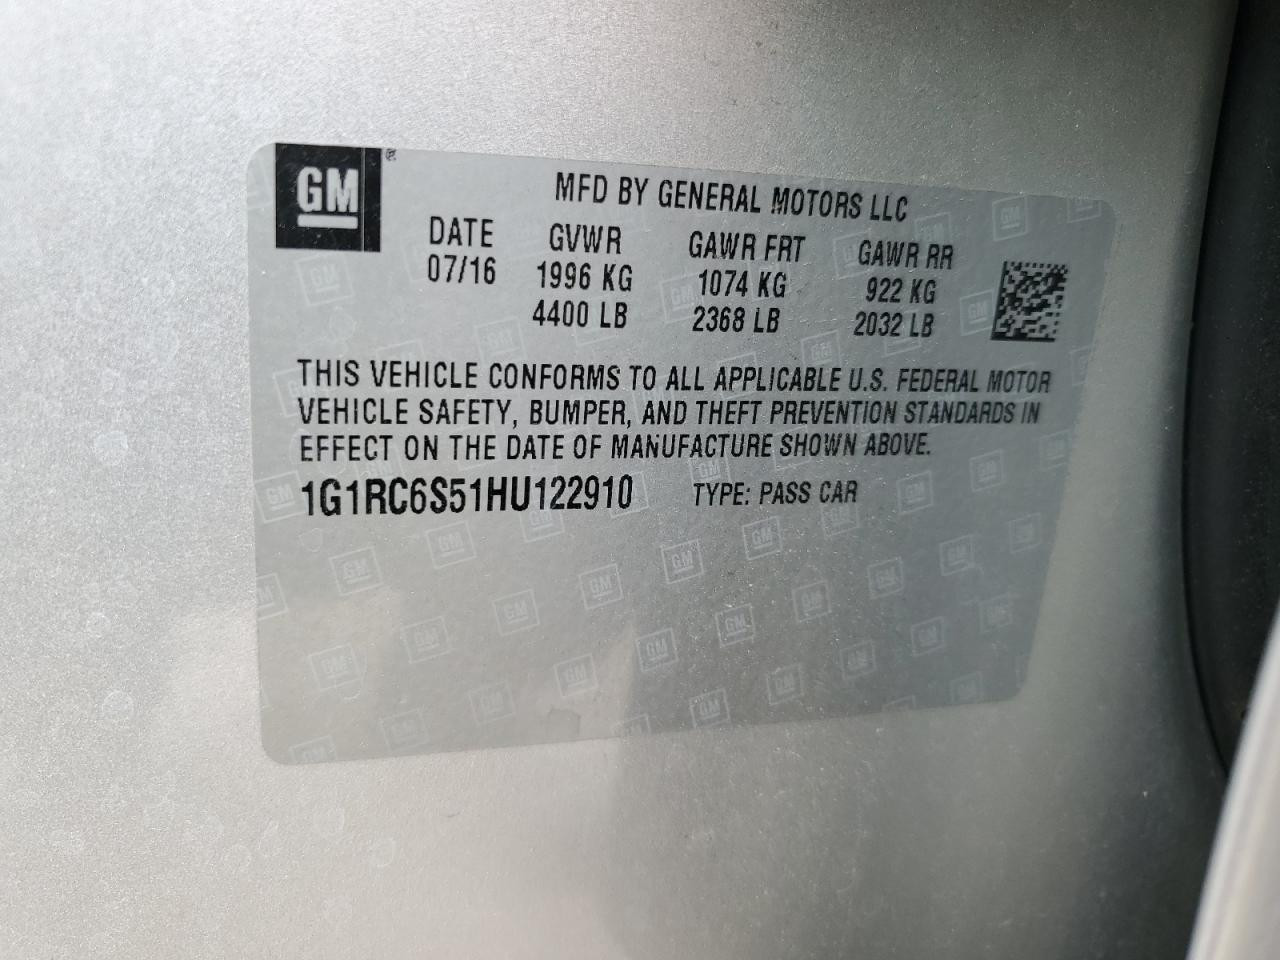 GM ®
MFD BY GENERAL MOTORS LLC
DATE GVWR GAWR FRT GAWR RR
07/16 1996 KG 1074 KG 922 KG
4400 LB 2368 LB 2032 LB
THIS VEHICLE CONFORMS TO ALL APPLICABLE U.S. FEDERAL MOTOR
VEHICLE SAFETY, BUMPER, AND THEFT PREVENTION STANDARDS IN
EFFECT ON THE DATE OF MANUFACTURE SHOWN ABOVE.
1G1RC6S51HU122910 TYPE: PASS CAR